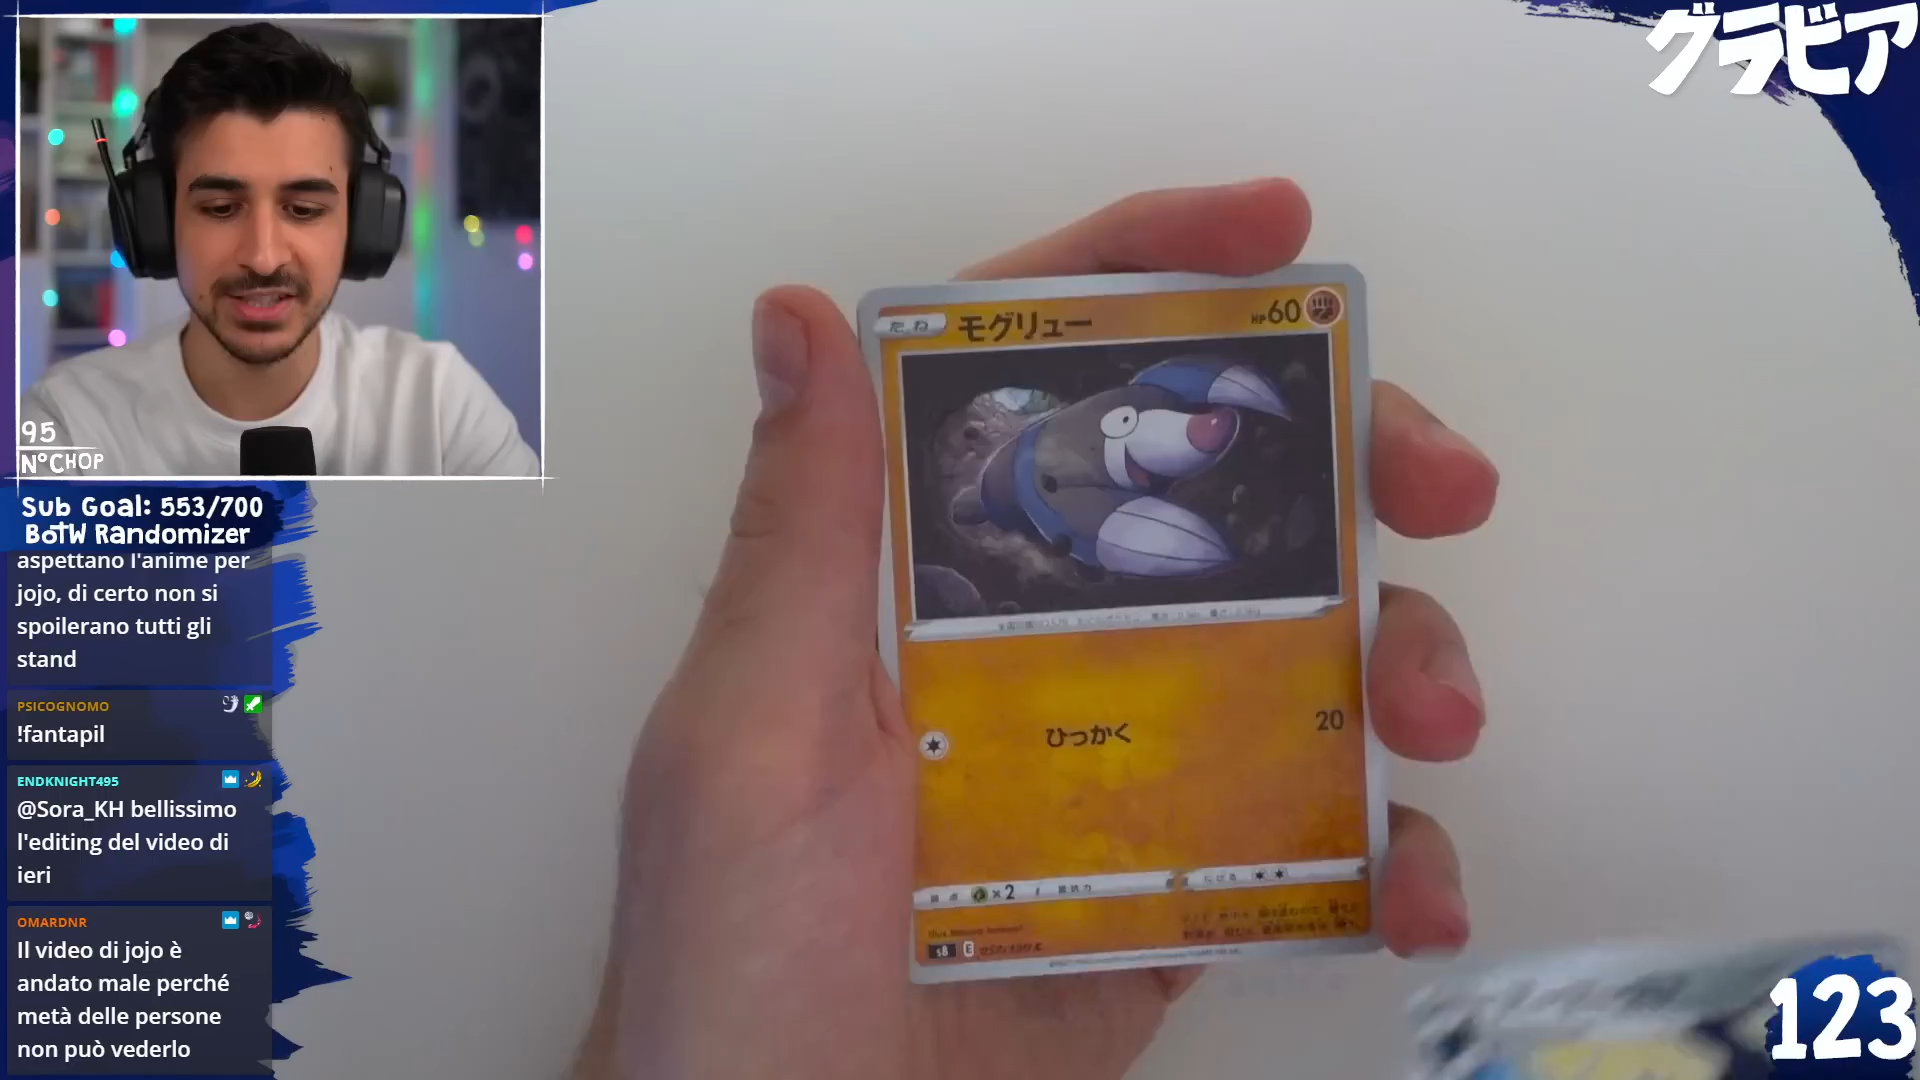 グラビア
95
N°CHOP
Sub Goal: 553/700
BOTW Randomizer
aspettano l'anime per
jojo, di certo non si
spoilerano tutti gli
stand
PSICOGNOMO
!fantapil
ENDKNIGHT495
@Sora_KH bellissimo
l'editing del video di
ieri
OMARDNR
Il video di jojo è
andato male perché
metà delle persone
non può vederlo
たね モグリュー HP60
ひっかく 20
×2
s8 E
123